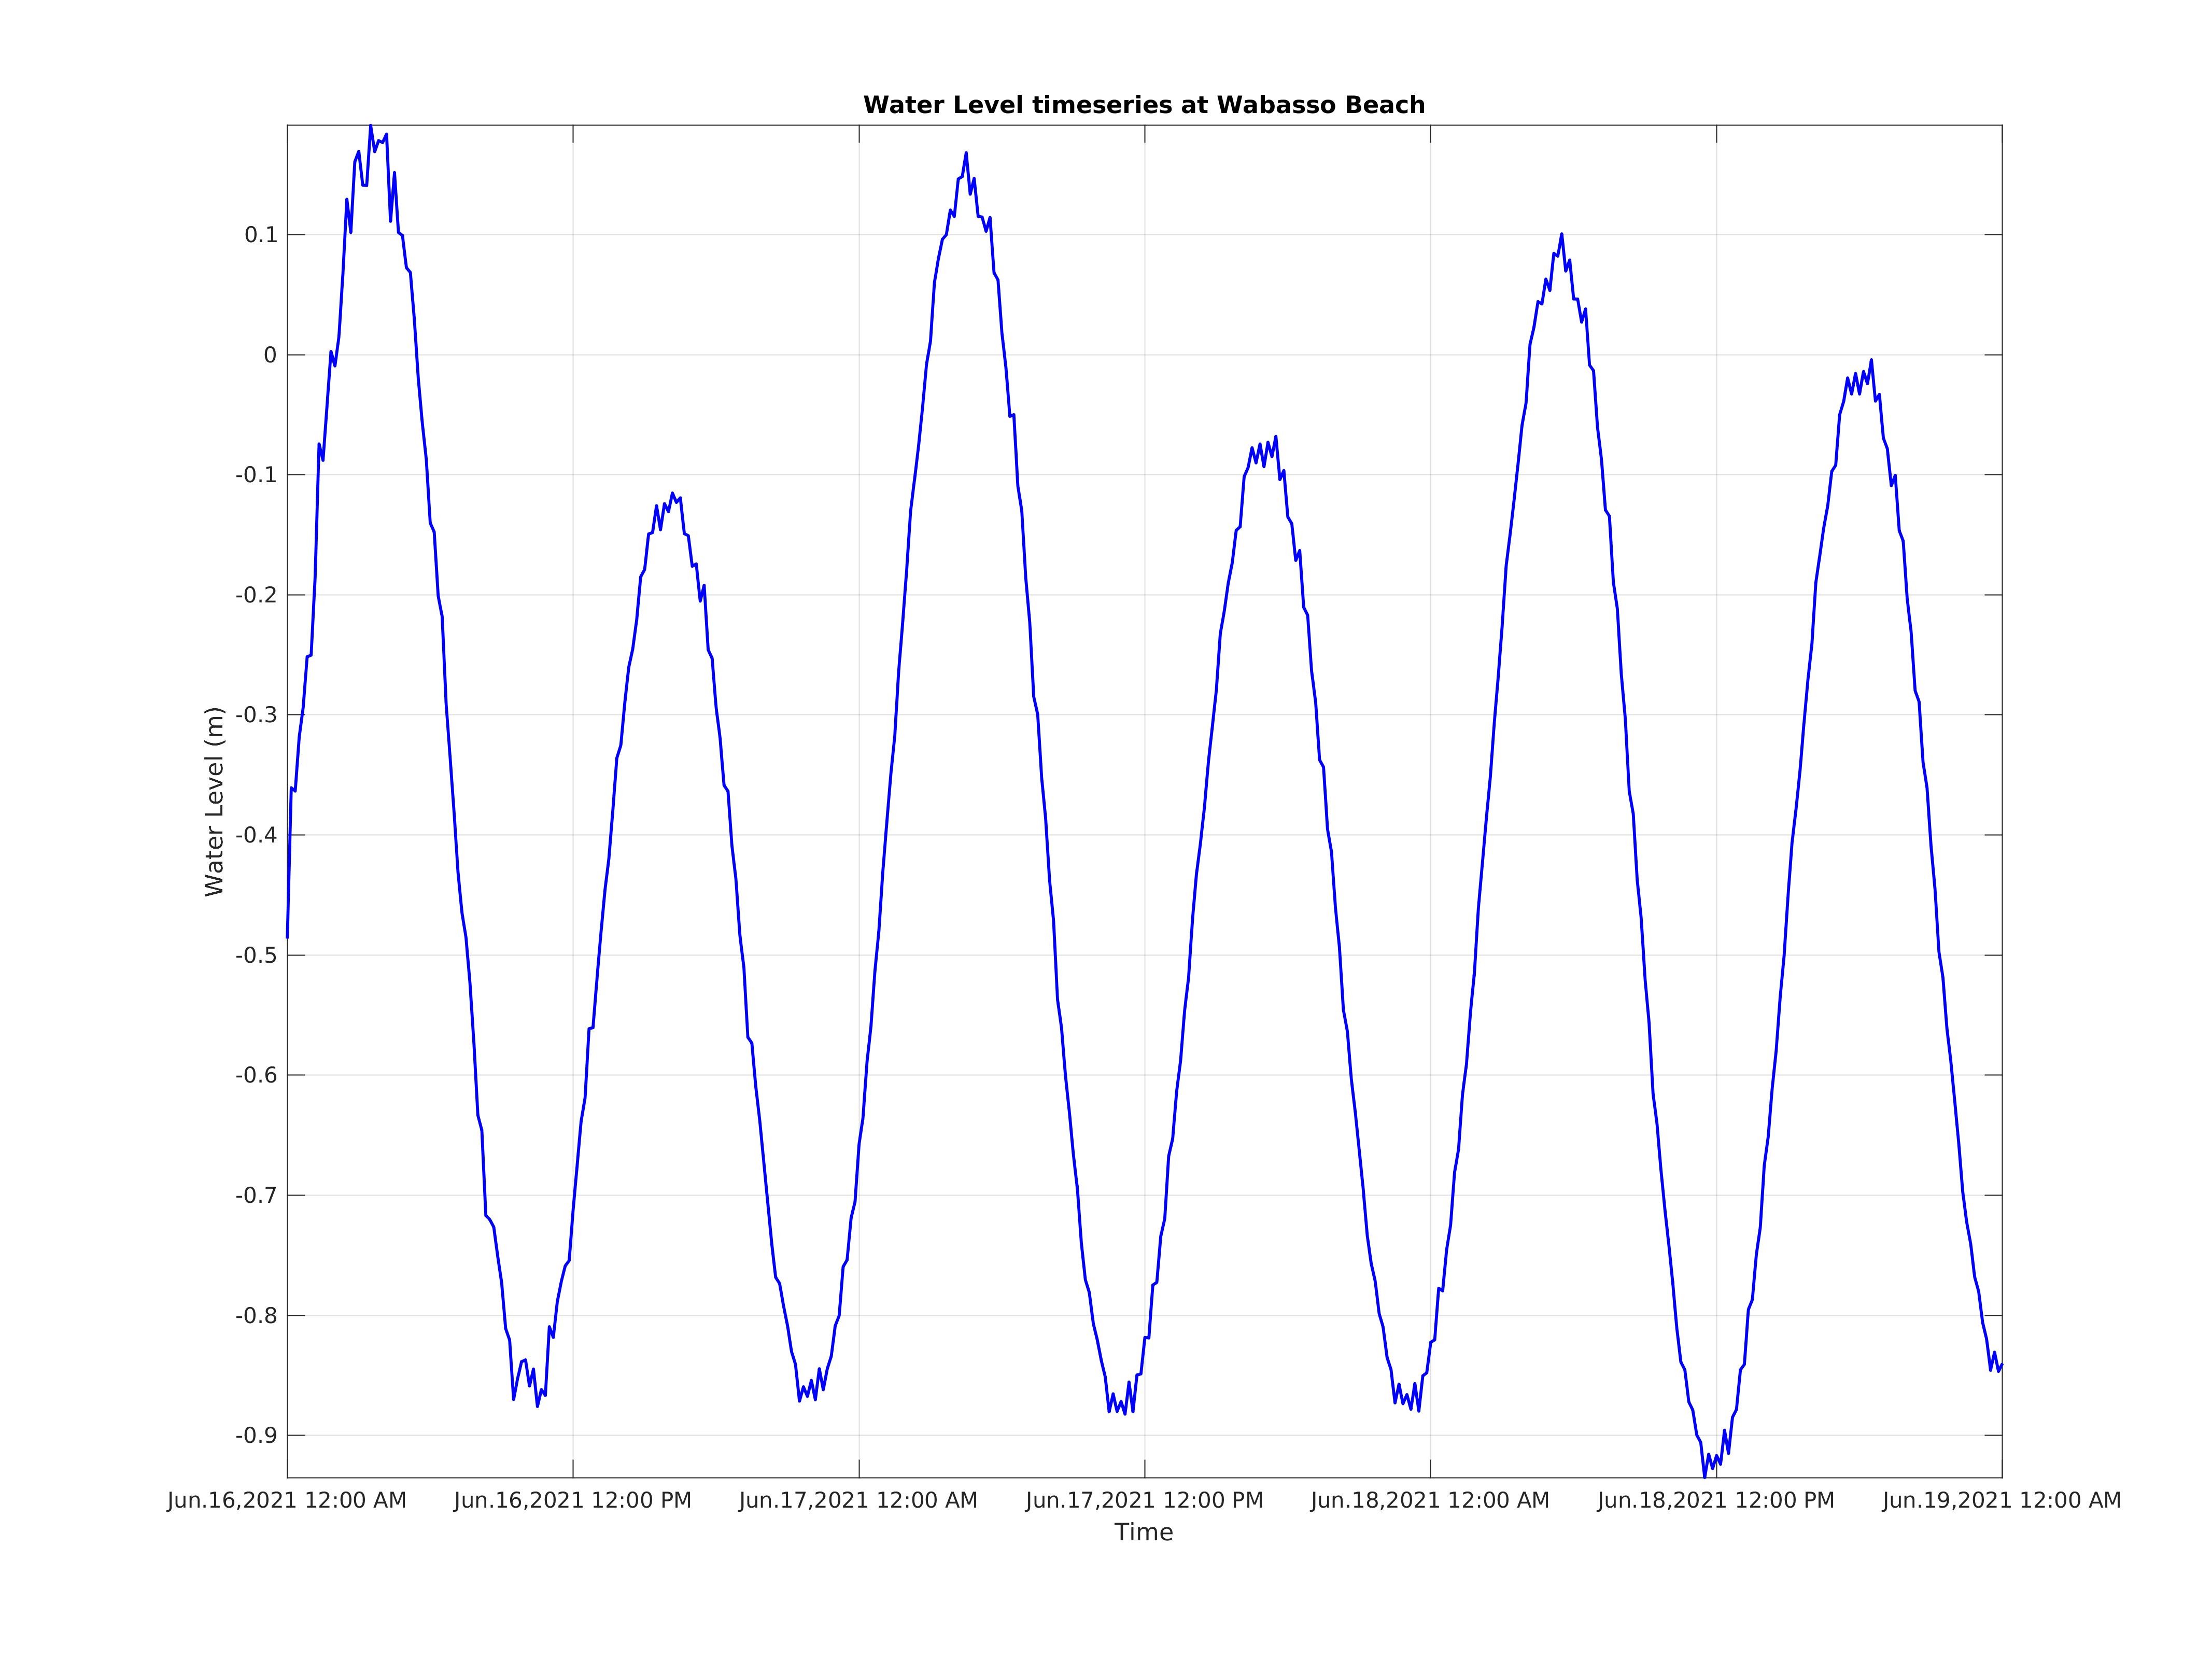 Water Level timeseries at Wabasso Beach
0.1
0
-0.1
-0.2
-0.3
-0.4
-0.5
-0.6
-0.7
-0.8
-0.9
Water Level (m)
Jun.16,2021 12:00 AM
Jun.16,2021 12:00 PM
Jun.17,2021 12:00 AM
Jun.17,2021 12:00 PM
Jun.18,2021 12:00 AM
Jun.18,2021 12:00 PM
Jun.19,2021 12:00 AM
Time